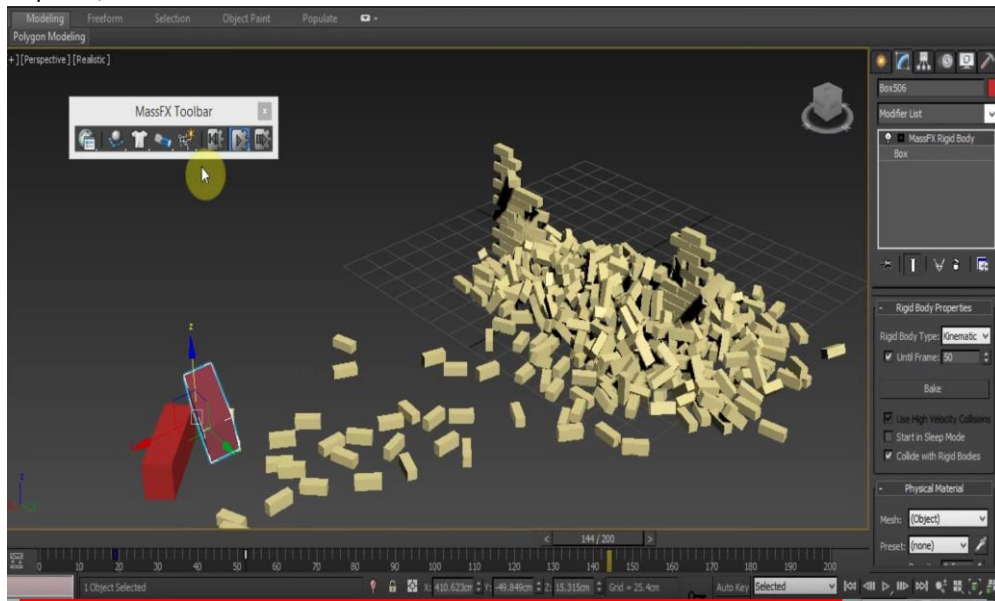 Modeling Freeform Selection Object Paint Populate
Polygon Modeling
+ ] [Perspective ] [Realistic ]
MassFX Toolbar x
Box506
Modifier List
MassFX Rigid Body
Box
- Rigid Body Properties
Rigid Body Type: Kinematic
Until Frame: 50
Bake
Use High Velocity Collisions
Start in Sleep Mode
Collide with Rigid Bodies
- Physical Material
Mesh: (Object)
Preset: (none)
z
z
< 144 / 200 >
0 10 20 30 40 50 60 70 80 90 100 110 120 130 140 150 160 170 180 190 200
1 Object Selected X: 410.623cm Y: -49.849cm Z: 15.315cm Grid = 25.4cm Auto Key Selected